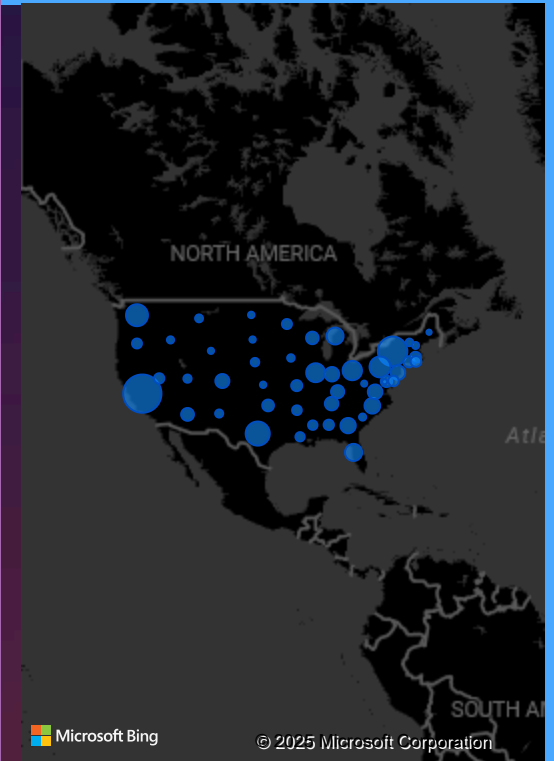 NORTH AMERICA
Atla
SOUTH AM
Microsoft Bing
© 2025 Microsoft Corporation